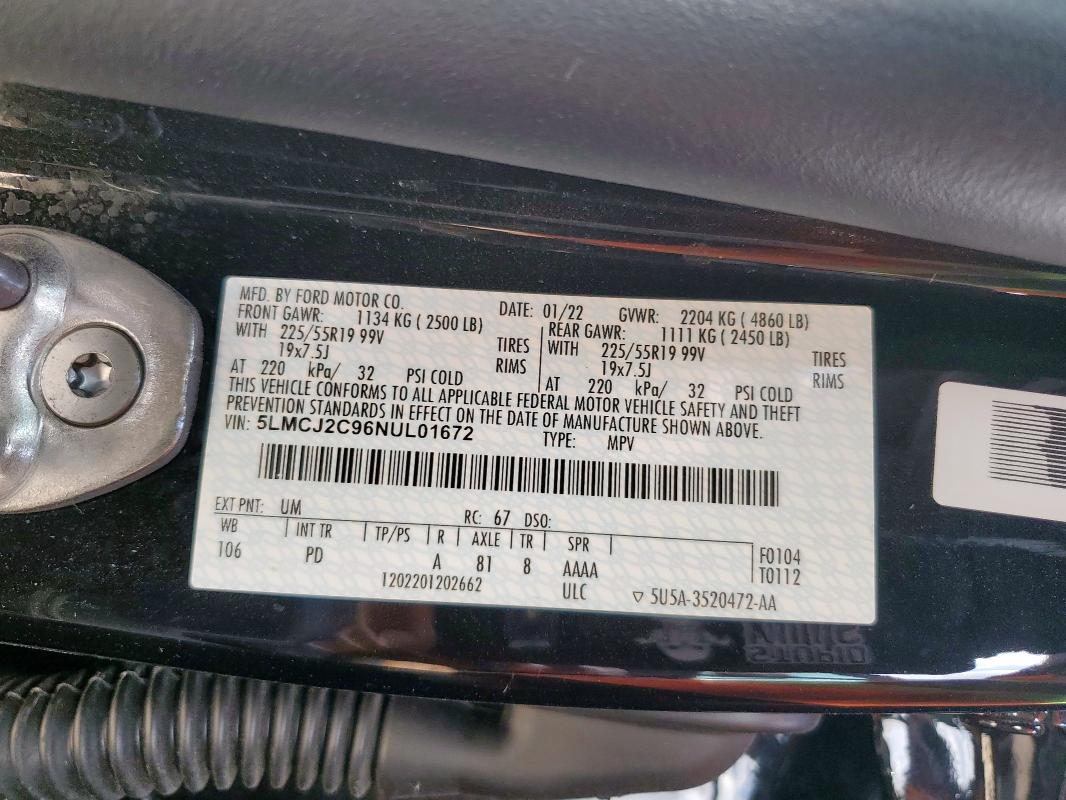 MFD. BY FORD MOTOR CO. DATE: 01/22 GVWR: 2204 KG ( 4860 LB)
FRONT GAWR: 1134 KG ( 2500 LB) REAR GAWR: 1111 KG ( 2450 LB)
WITH 225/55R19 99V TIRES WITH 225/55R19 99V TIRES
19x7.5J RIMS 19x7.5J RIMS
AT 220 kPa/ 32 PSI COLD AT 220 kPa/ 32 PSI COLD
THIS VEHICLE CONFORMS TO ALL APPLICABLE FEDERAL MOTOR VEHICLE SAFETY AND THEFT
PREVENTION STANDARDS IN EFFECT ON THE DATE OF MANUFACTURE SHOWN ABOVE.
VIN: 5LMCJ2C96NUL01672 TYPE: MPV
EXT PNT: UM RC: 67 DSO:
WB INT TR TP/PS R AXLE TR SPR F0104
106 PD A 81 8 AAAA T0112
1202201202662 ULC ▽ 5U5A-3520472-AA